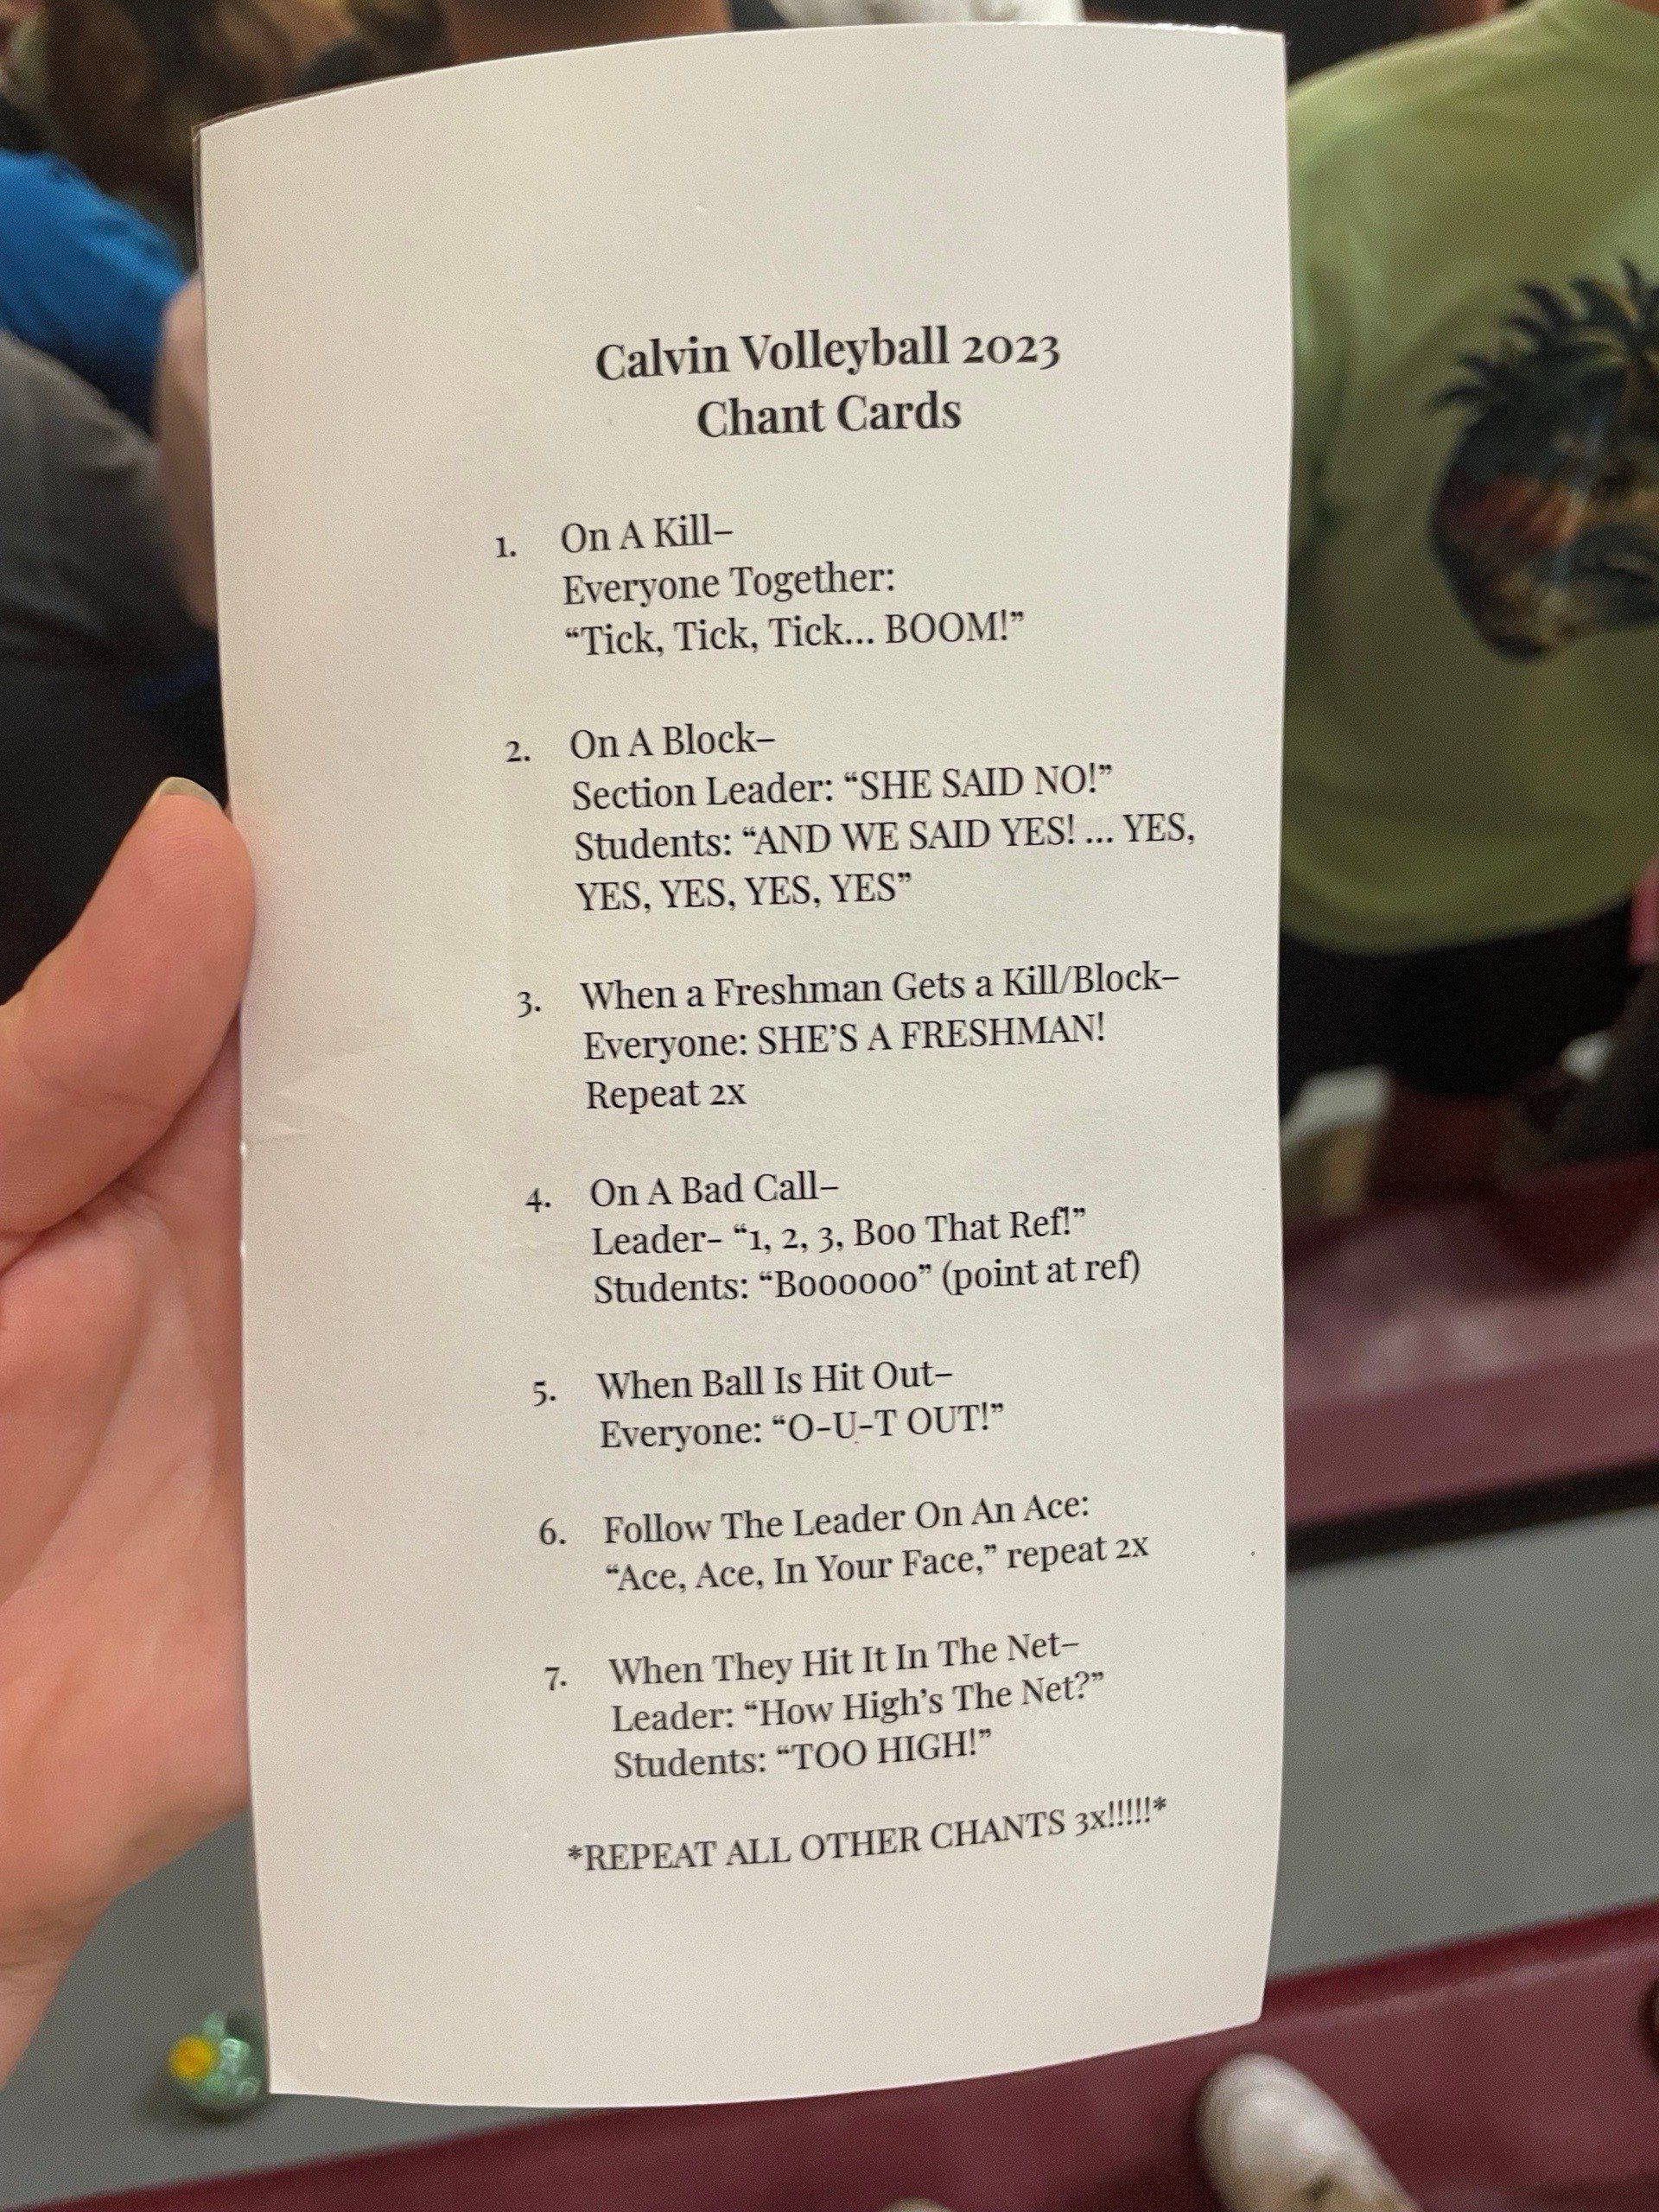 Calvin Volleyball 2023
Chant Cards
1. On A Kill–
Everyone Together:
“Tick, Tick, Tick... BOOM!”
2. On A Block–
Section Leader: “SHE SAID NO!”
Students: “AND WE SAID YES! ... YES,
YES, YES, YES, YES”
3. When a Freshman Gets a Kill/Block–
Everyone: SHE’S A FRESHMAN!
Repeat 2x
4. On A Bad Call–
Leader– “1, 2, 3, Boo That Ref!”
Students: “Boooooo” (point at ref)
5. When Ball Is Hit Out–
Everyone: “O-U-T OUT!”
6. Follow The Leader On An Ace:
“Ace, Ace, In Your Face,” repeat 2x
7. When They Hit It In The Net–
Leader: “How High’s The Net?”
Students: “TOO HIGH!”
*REPEAT ALL OTHER CHANTS 3x!!!!!*